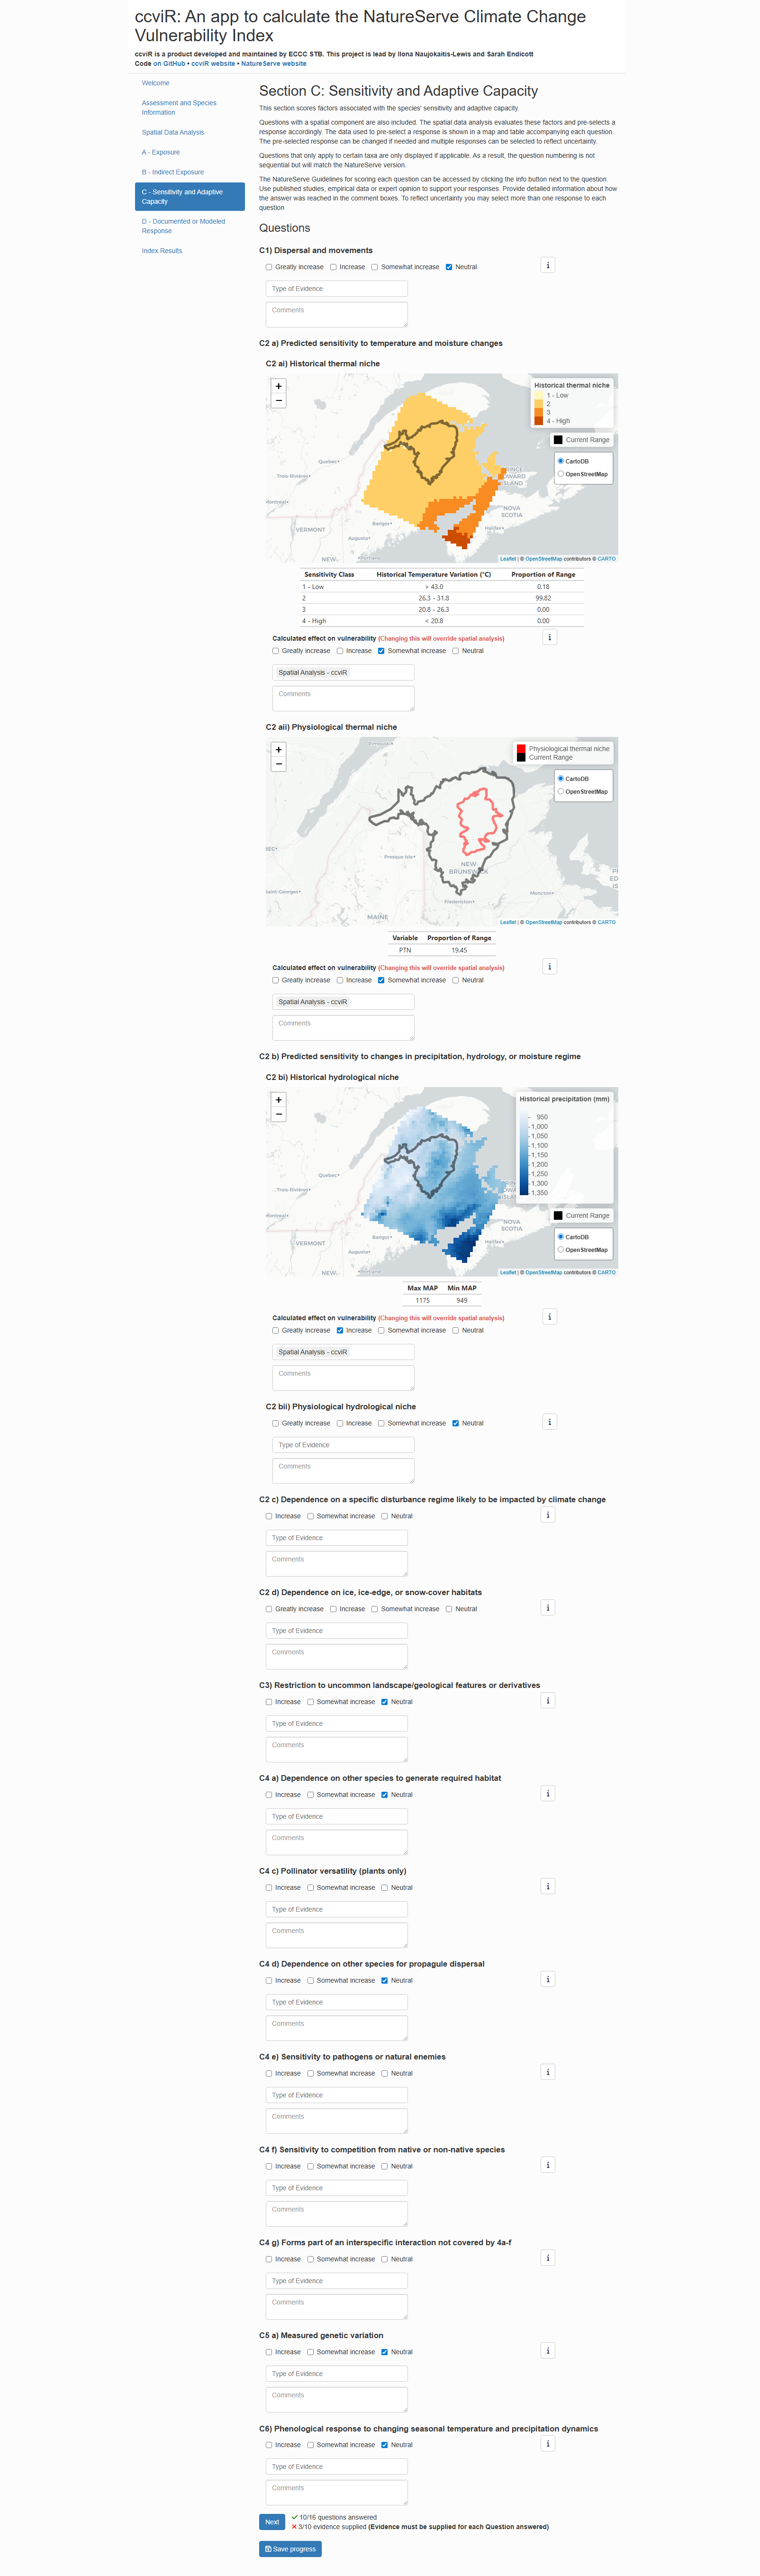 ccviR: An app to calculate the NatureServe Climate Change
Vulnerability Index
ccviR is a product developed and maintained by ECCC STB. This project is lead by Ilona Naujokaitis-Lewis and Sarah Endicott
Code on GitHub • ccviR website • NatureServe website
Welcome
Assessment and Species
Information
Spatial Data Analysis
A - Exposure
B - Indirect Exposure
C - Sensitivity and Adaptive
Capacity
D - Documented or Modeled
Response
Index Results
Section C: Sensitivity and Adaptive Capacity
This section scores factors associated with the species' sensitivity and adaptive capacity.
Questions with a spatial component are also included. The spatial data analysis evaluates these factors and pre-selects a
response accordingly. The data used to pre-select a response is shown in a map and table accompanying each question.
The pre-selected response can be changed if needed and multiple responses can be selected to reflect uncertainty.
Questions that only apply to certain taxa are only displayed if applicable. As a result, the question numbering is not
sequential but will match the NatureServe version.
The NatureServe Guidelines for scoring each question can be accessed by clicking the info button next to the question.
Use published studies, empirical data or expert opinion to support your responses. Provide detailed information about how
the answer was reached in the comment boxes. To reflect uncertainty you may select more than one response to each
question
Questions
C1) Dispersal and movements
Greatly increase Increase Somewhat increase Neutral
i
Type of Evidence
Comments
C2 a) Predicted sensitivity to temperature and moisture changes
C2 ai) Historical thermal niche
+
−
Historical thermal niche
1 - Low
2
3
4 - High
Current Range
CartoDB
OpenStreetMap
Quebec
Trois-Rivières
Montréal
VERMONT
Bangor
Augusta
Portland
NEW
NOVA
SCOTIA
Halifax
ISLAND
Leaflet | © OpenStreetMap contributors © CARTO
Sensitivity Class Historical Temperature Variation (°C) Proportion of Range
1 - Low > 43.0 0.18
2 26.3 - 31.8 99.82
3 20.8 - 26.3 0.00
4 - High < 20.8 0.00
Calculated effect on vulnerability (Changing this will override spatial analysis)
i
Greatly increase Increase Somewhat increase Neutral
Spatial Analysis - ccviR
Comments
C2 aii) Physiological thermal niche
+
−
Rimouski
Physiological thermal niche
Current Range
CartoDB
OpenStreetMap
Presque Isle
NEW
BRUNSWICK
Saint-Georges
Fredericton
Moncton
MAINE
Leaflet | © OpenStreetMap contributors © CARTO
Variable Proportion of Range
PTN 19.45
Calculated effect on vulnerability (Changing this will override spatial analysis)
i
Greatly increase Increase Somewhat increase Neutral
Spatial Analysis - ccviR
Comments
C2 b) Predicted sensitivity to changes in precipitation, hydrology, or moisture regime
C2 bi) Historical hydrological niche
+
−
Historical precipitation (mm)
950
1,000
1,050
1,100
1,150
1,200
1,250
1,300
1,350
Current Range
CartoDB
OpenStreetMap
Quebec
Trois-Rivières
VERMONT
Bangor
Augusta
NEW
NOVA
SCOTIA
Halifax
Leaflet | © OpenStreetMap contributors © CARTO
Max MAP Min MAP
1175 949
Calculated effect on vulnerability (Changing this will override spatial analysis)
i
Greatly increase Increase Somewhat increase Neutral
Spatial Analysis - ccviR
Comments
C2 bii) Physiological hydrological niche
Greatly increase Increase Somewhat increase Neutral
i
Type of Evidence
Comments
C2 c) Dependence on a specific disturbance regime likely to be impacted by climate change
Increase Somewhat increase Neutral
i
Type of Evidence
Comments
C2 d) Dependence on ice, ice-edge, or snow-cover habitats
Greatly increase Increase Somewhat increase Neutral
i
Type of Evidence
Comments
C3) Restriction to uncommon landscape/geological features or derivatives
Increase Somewhat increase Neutral
i
Type of Evidence
Comments
C4 a) Dependence on other species to generate required habitat
Increase Somewhat increase Neutral
i
Type of Evidence
Comments
C4 c) Pollinator versatility (plants only)
Increase Somewhat increase Neutral
i
Type of Evidence
Comments
C4 d) Dependence on other species for propagule dispersal
Increase Somewhat increase Neutral
i
Type of Evidence
Comments
C4 e) Sensitivity to pathogens or natural enemies
Increase Somewhat increase Neutral
i
Type of Evidence
Comments
C4 f) Sensitivity to competition from native or non-native species
Increase Somewhat increase Neutral
i
Type of Evidence
Comments
C4 g) Forms part of an interspecific interaction not covered by 4a-f
Increase Somewhat increase Neutral
i
Type of Evidence
Comments
C5 a) Measured genetic variation
Increase Somewhat increase Neutral
i
Type of Evidence
Comments
C6) Phenological response to changing seasonal temperature and precipitation dynamics
Increase Somewhat increase Neutral
i
Type of Evidence
Comments
Next
10/16 questions answered
3/10 evidence supplied (Evidence must be supplied for each Question answered)
Save progress